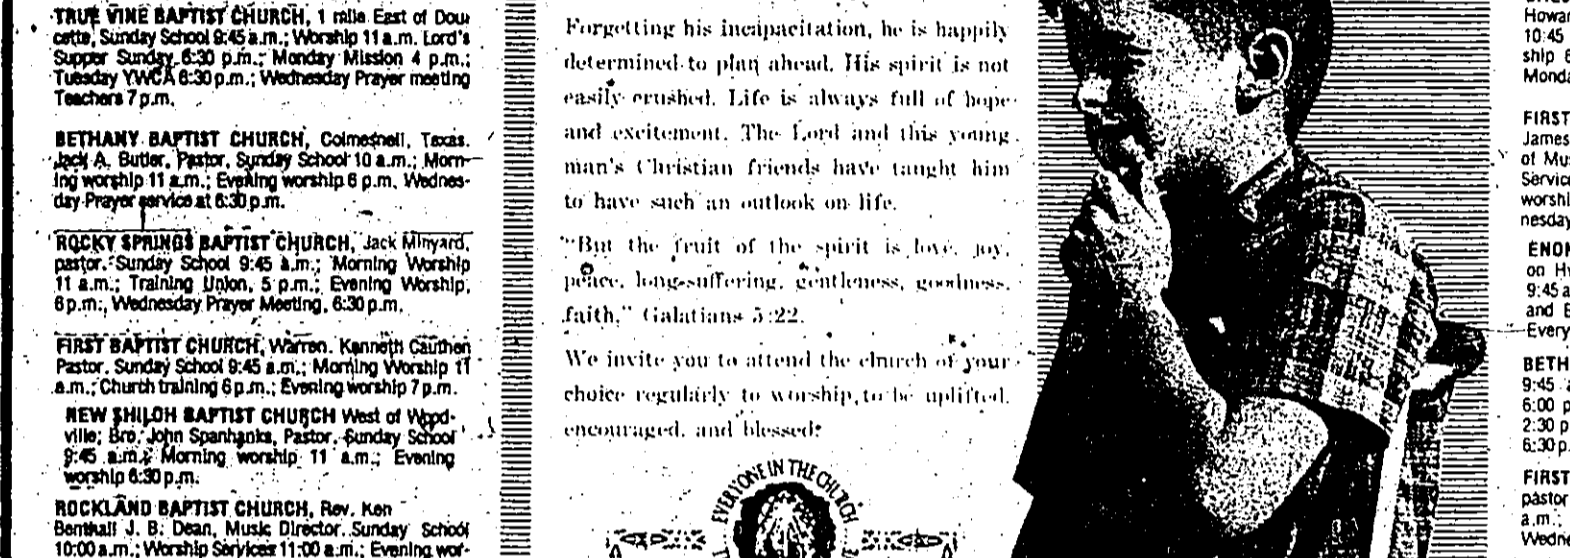 TRUE VINE BAPTIST CHURCH, 1 mile East of Dou
cette, Sunday School 9:45 a.m.; Worship 11 a.m. Lord's
Supper Sunday 6:30 p.m.; Monday Mission 4 p.m.;
Tuesday YWCA 6:30 p.m.; Wednesday Prayer meeting
Teachers 7 p.m.
BETHANY BAPTIST CHURCH, Colmesneil, Texas.
Jack A. Butler, Pastor, Sunday School 10 a.m.; Morn-
ing worship 11 a.m.; Evening worship 6 p.m. Wednes-
day Prayer service at 6:30 p.m.
ROCKY SPRINGS BAPTIST CHURCH, Jack Minyard,
pastor. Sunday School 9:45 a.m.; Morning Worship
11 a.m.; Training Union, 5 p.m.; Evening Worship,
6 p.m.; Wednesday Prayer Meeting, 6:30 p.m.
FIRST BAPTIST CHURCH, Warren. Kenneth Cauthen
Pastor. Sunday School 9:45 a.m.; Morning Worship 11
a.m.; Church training 6 p.m.; Evening worship 7 p.m.
NEW SHILOH BAPTIST CHURCH West of Wood-
ville; Bro. John Spanhanks, Pastor. Sunday School
9:45 a.m.; Morning worship 11 a.m.; Evening
worship 6:30 p.m.
ROCKLAND BAPTIST CHURCH, Rev. Ken
J. B. Dean, Music Director. Sunday School
10:00 a.m.; Worship Services 11:00 a.m.; Evening wor-
Forgetting his incapacitation, he is happily
determined to plan ahead. His spirit is not
easily crushed. Life is always full of hope
and excitement. The Lord and this young
man's Christian friends have taught him
to have such an outlook on life.
"But the fruit of the spirit is love, joy,
peace, long-suffering, gentleness, goodness,
faith," Galatians 5:22.
We invite you to attend the church of your
choice regularly to worship, to be uplifted,
encouraged, and blessed.
EVERYONE IN THE CHURCH
Howar
10:45
ship 6
Monda
FIRST
James
of Mus
Service
worshi
nesday
ENON
on Hw
9:45 a
and E
Every
BETH
9:45 a
6:00 p
2:30 p
6:30 p.
FIRST
pastor
a.m.;
Wedne